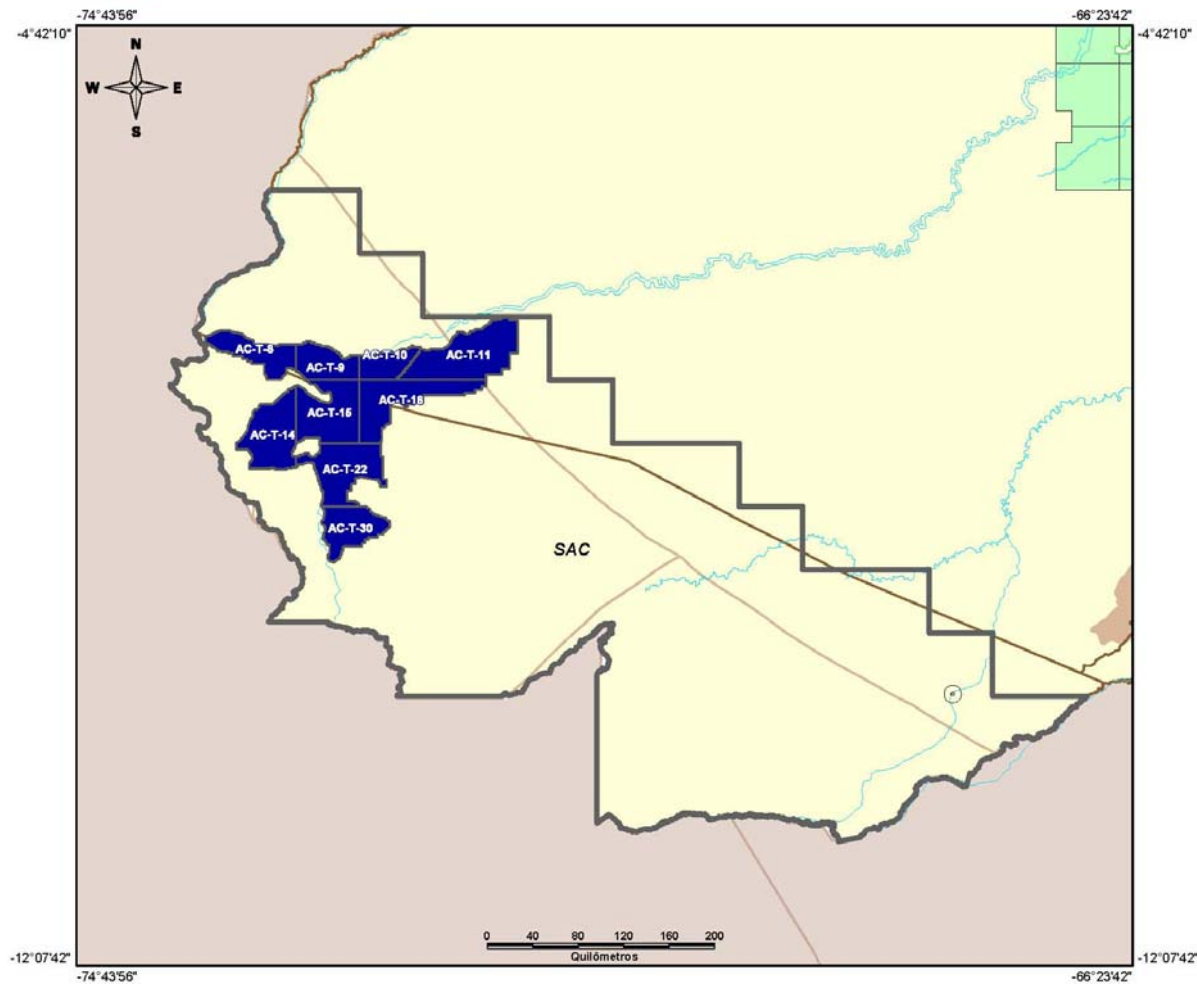 -74°43'56" -66°23'42"
-4°42'10" -4°42'10"
N
W E
S
AC-T-8
AC-T-9
AC-T-10
AC-T-11
AC-T-15
AC-T-18
AC-T-14
AC-T-22
AC-T-30
SAC
0 40 80 120 160 200
Quilómetros
-12°07'42" -12°07'42"
-74°43'56" -66°23'42"